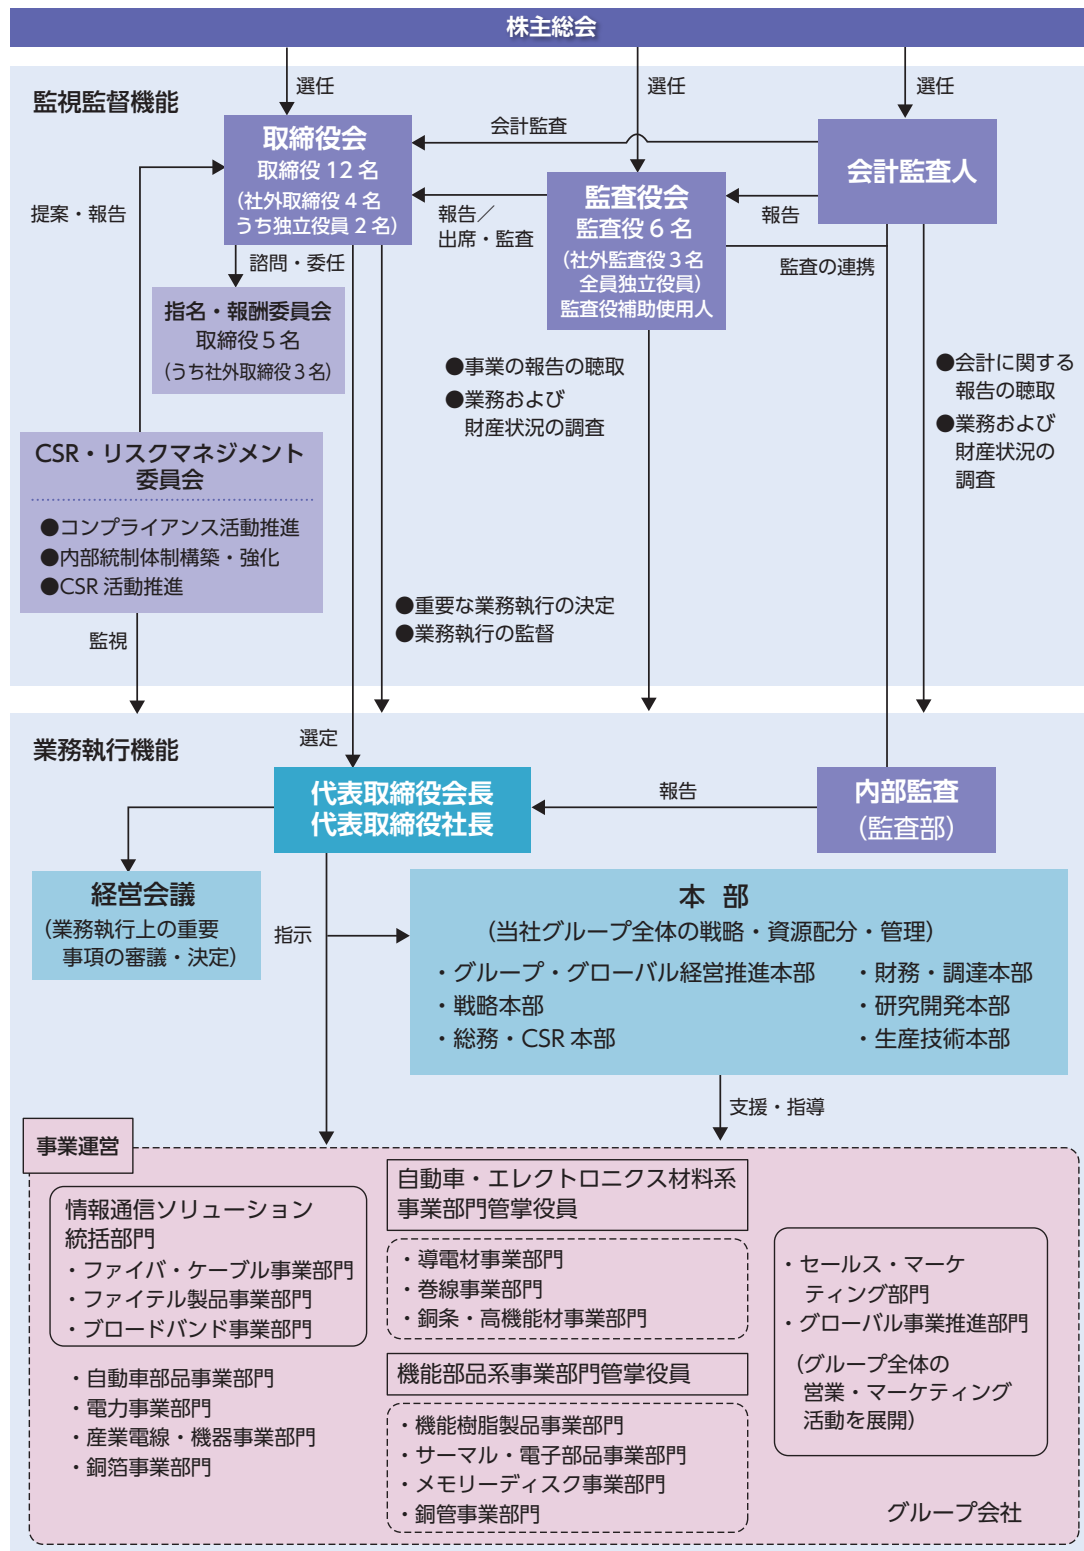 株主総会
監視監督機能
選任
選任
選任
取締役会
取締役 12 名
(社外取締役 4 名
うち独立役員 2 名)
会計監査
会計監査人
監査役会
監査役 6 名
(社外監査役 3 名
全員独立役員)
監査役補助使用人
報告／
出席・監査
報告
監査の連携
提案・報告
諮問・委任
指名・報酬委員会
取締役 5 名
(うち社外取締役 3 名)
●事業の報告の聴取
●業務および
財産状況の調査
●会計に関する
報告の聴取
●業務および
財産状況の
調査
CSR・リスクマネジメント
委員会
●コンプライアンス活動推進
●内部統制体制構築・強化
●CSR 活動推進
●重要な業務執行の決定
●業務執行の監督
監視
業務執行機能
選定
代表取締役会長
代表取締役社長
報告
内部監査
(監査部)
経営会議
(業務執行上の重要
事項の審議・決定)
指示
本 部
(当社グループ全体の戦略・資源配分・管理)
・グループ・グローバル経営推進本部
・戦略本部
・総務・CSR 本部
・財務・調達本部
・研究開発本部
・生産技術本部
支援・指導
事業運営
情報通信ソリューション
統括部門
・ファイバ・ケーブル事業部門
・ファイテル製品事業部門
・ブロードバンド事業部門
・自動車部品事業部門
・電力事業部門
・産業電線・機器事業部門
・銅箔事業部門
自動車・エレクトロニクス材料系
事業部門管掌役員
・導電材事業部門
・巻線事業部門
・銅条・高機能材事業部門
機能部品系事業部門管掌役員
・機能樹脂製品事業部門
・サーマル・電子部品事業部門
・メモリーディスク事業部門
・銅管事業部門
・セールス・マーケ
ティング部門
・グローバル事業推進部門
(グループ全体の
営業・マーケティング
活動を展開)
グループ会社